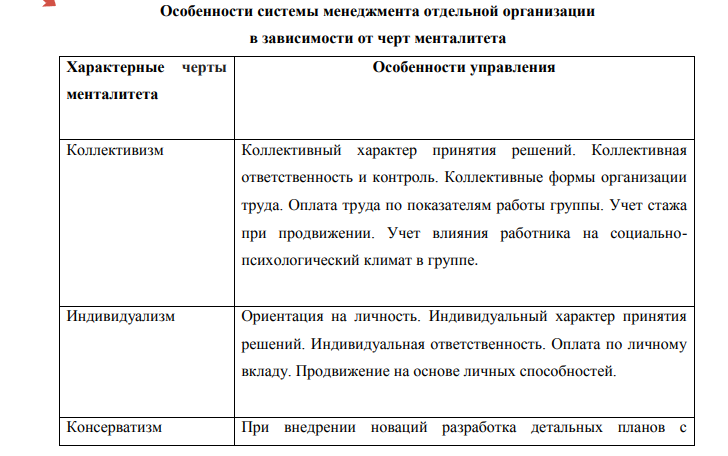 Особенности системы менеджмента отдельной организации
в зависимости от черт менталитета
Характерные черты
менталитета
Особенности управления
Коллективизм
Коллективный характер принятия решений. Коллективная
ответственность и контроль. Коллективные формы организации
труда. Оплата труда по показателям работы группы. Учет стажа
при продвижении. Учет влияния работника на социально-
психологический климат в группе.
Индивидуализм
Ориентация на личность. Индивидуальный характер принятия
решений. Индивидуальная ответственность. Оплата по личному
вкладу. Продвижение на основе личных способностей.
Консерватизм
При внедрении новаций разработка детальных планов с